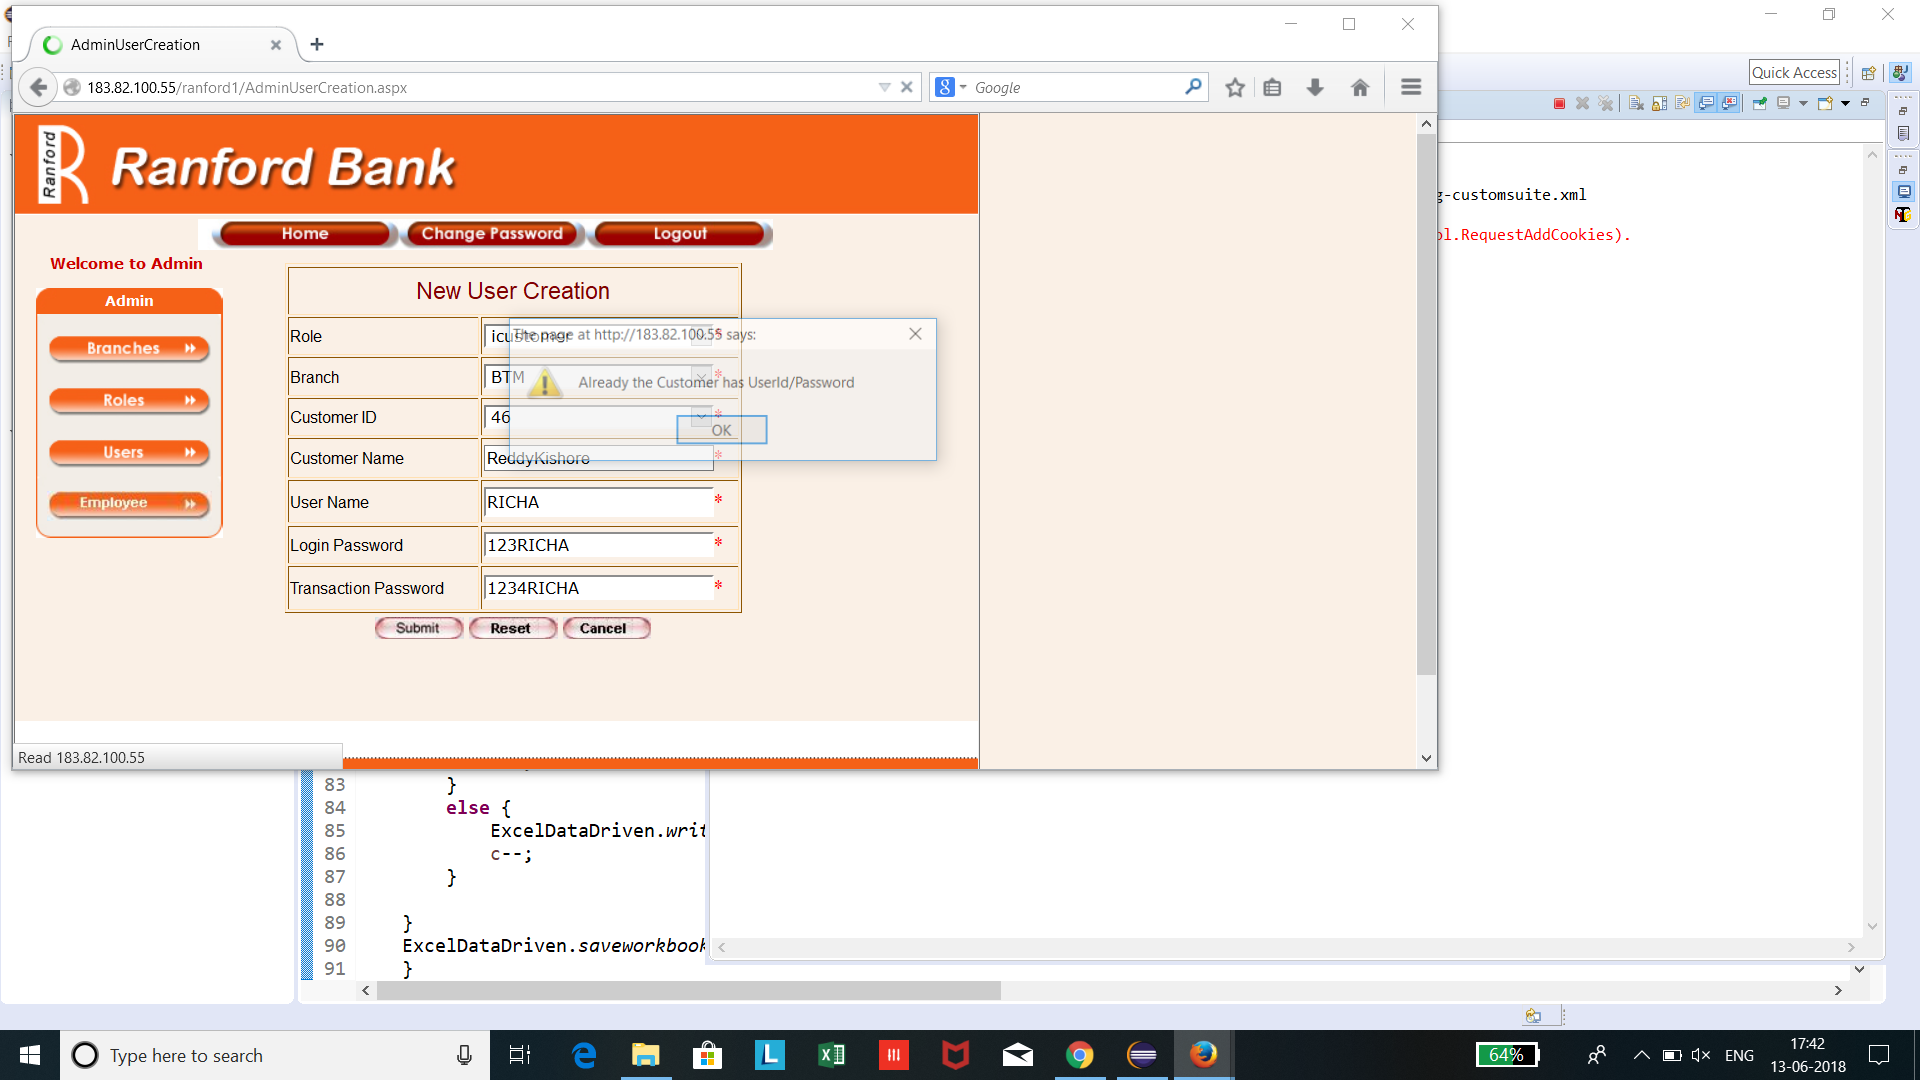 AdminUserCreation
183.82.100.55/ranford1/AdminUserCreation.aspx
Google
Quick Access
Ranford
Ranford Bank
g-customsuite.xml
ol.RequestAddCookies).
Home
Change Password
Logout
Welcome to Admin
Admin
Branches
Roles
Users
Employee
New User Creation
The page at http://183.82.100.55 says:
Already the Customer has UserId/Password
OK
Role icustomer *
Branch BTM *
Customer ID 46 *
Customer Name ReddyKishore *
User Name RICHA *
Login Password 123RICHA *
Transaction Password 1234RICHA *
Submit Reset Cancel
Read 183.82.100.55
83 }
84 else {
85 ExcelDataDriven.writ
86 c--;
87 }
88
89 }
90 ExcelDataDriven.saveworkbook
91 }
Type here to search
64%
ENG
17:42
13-06-2018